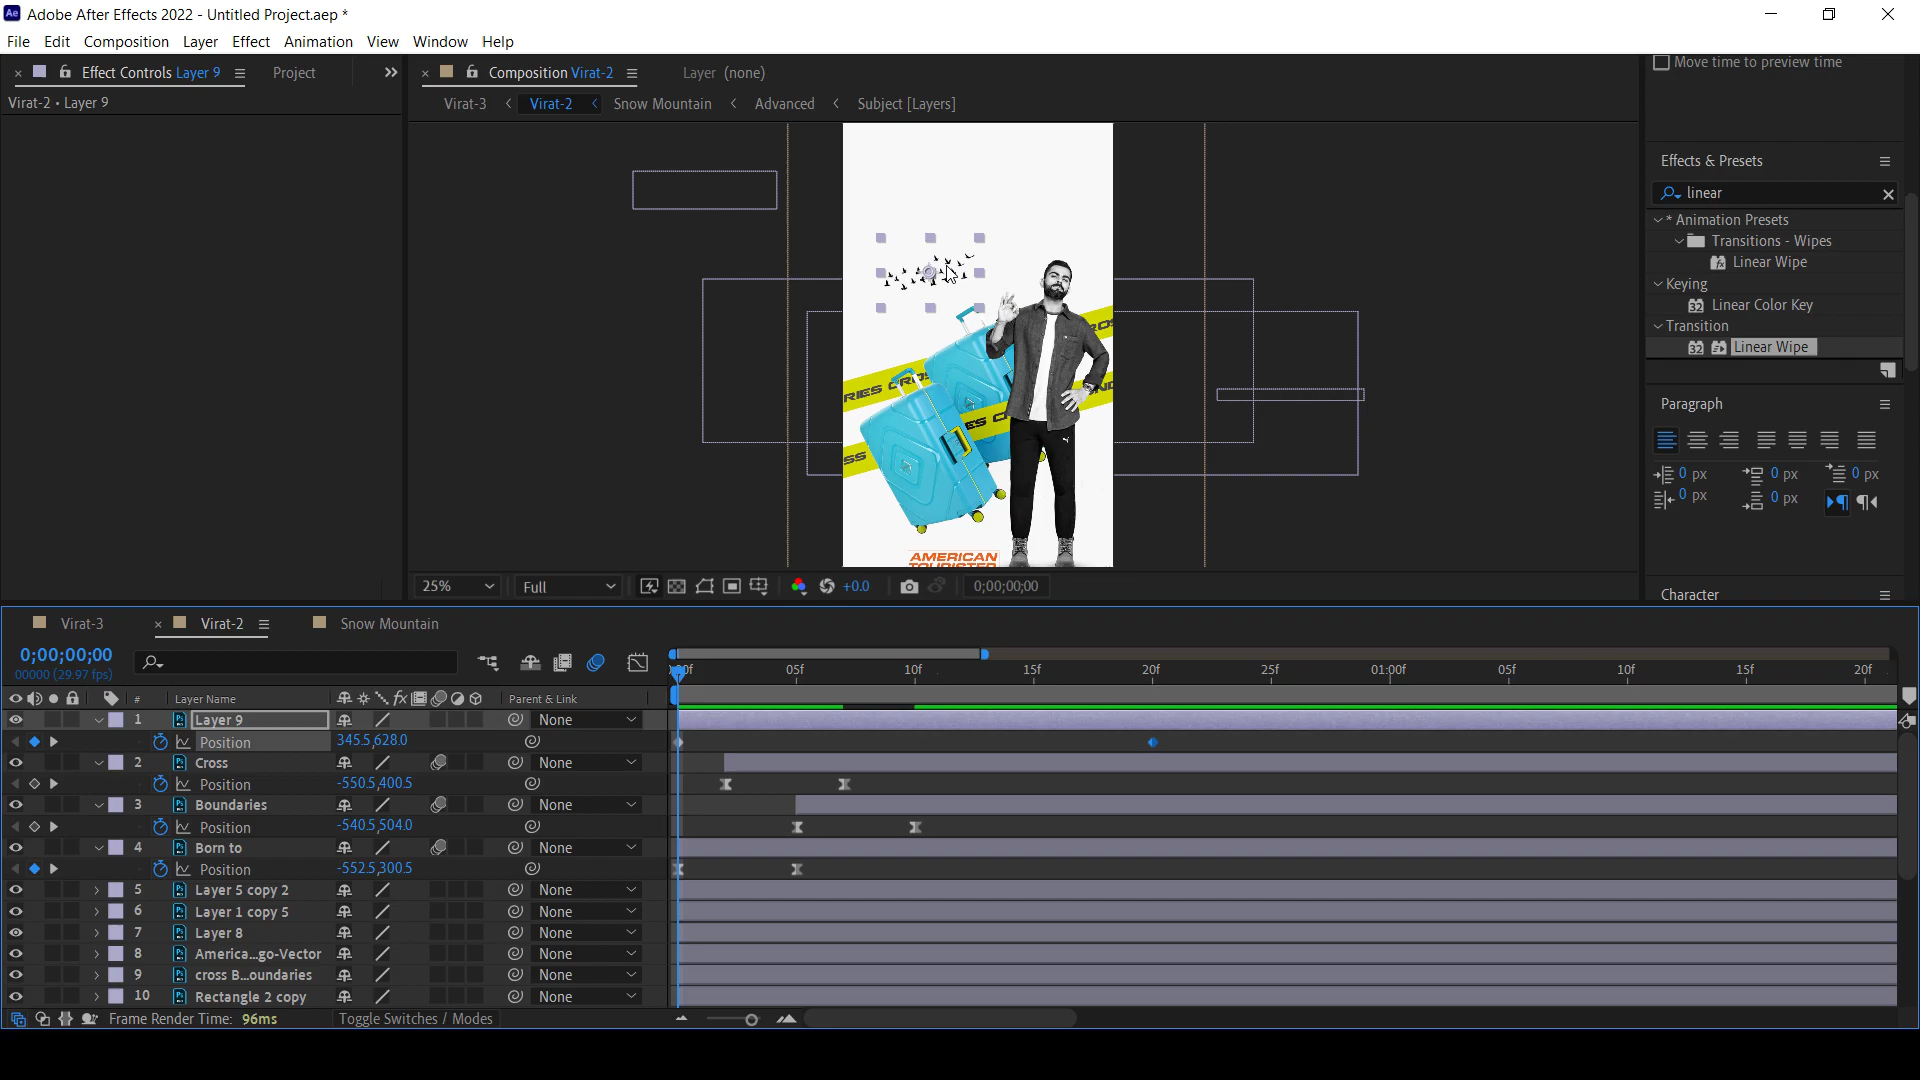 Adobe After Effects 2022 - Untitled Project.aep *
File Edit Composition Layer Effect Animation View Window Help
Effect Controls Layer 9 Project
Composition Virat-2 Layer (none)
Move time to preview time
Virat-2 • Layer 9
Virat-3 Virat-2 Snow Mountain Advanced Subject [Layers]
Effects & Presets
linear
* Animation Presets
Transitions - Wipes
Linear Wipe
Keying
32 Linear Color Key
Transition
32 Linear Wipe
RIES CROS
CROS
CROSS
SS
AMERICAN
TOURISTER
Paragraph
0 px 0 px 0 px
0 px 0 px
Character
25% Full +0.0 0;00;00;00
Virat-3 Virat-2 Snow Mountain
0;00;00;00
00000 (29.97 fps)
05f 10f 15f 20f 25f 01:00f 05f 10f 15f 20f
# Layer Name fx Parent & Link
1 Layer 9 None
Position 345.5,628.0
2 Cross None
Position -550.5,400.5
3 Boundaries None
Position -540.5,504.0
4 Born to None
Position -552.5,300.5
5 Layer 5 copy 2 None
6 Layer 1 copy 5 None
7 Layer 8 None
8 America...go-Vector None
9 cross B...oundaries None
10 Rectangle 2 copy None
Frame Render Time: 96ms Toggle Switches / Modes